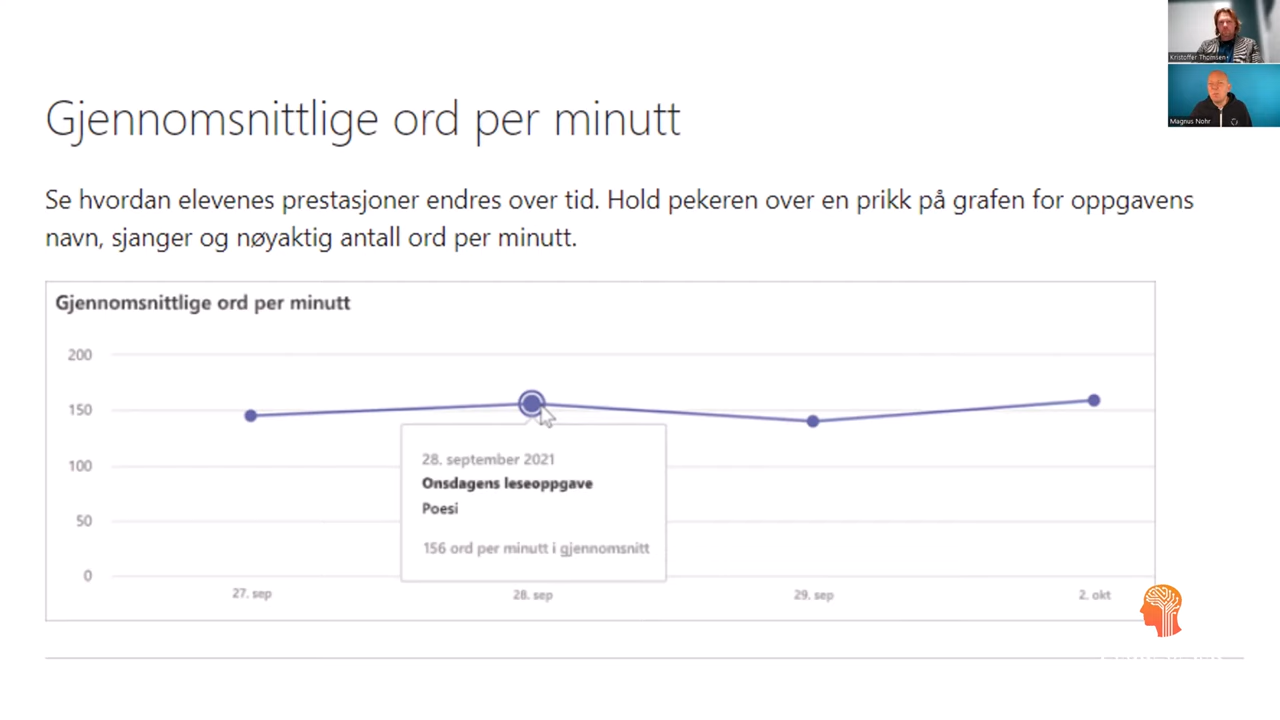 Kristoffer Thomsen
Magnus Nohr
Gjennomsnittlige ord per minutt
Se hvordan elevenes prestasjoner endres over tid. Hold pekeren over en prikk på grafen for oppgavens
navn, sjanger og nøyaktig antall ord per minutt.
Gjennomsnittlige ord per minutt
200
150
100
50
0
28. september 2021
Onsdagens leseoppgave
Poesi
156 ord per minutt i gjennomsnitt
27. sep
28. sep
29. sep
2. okt